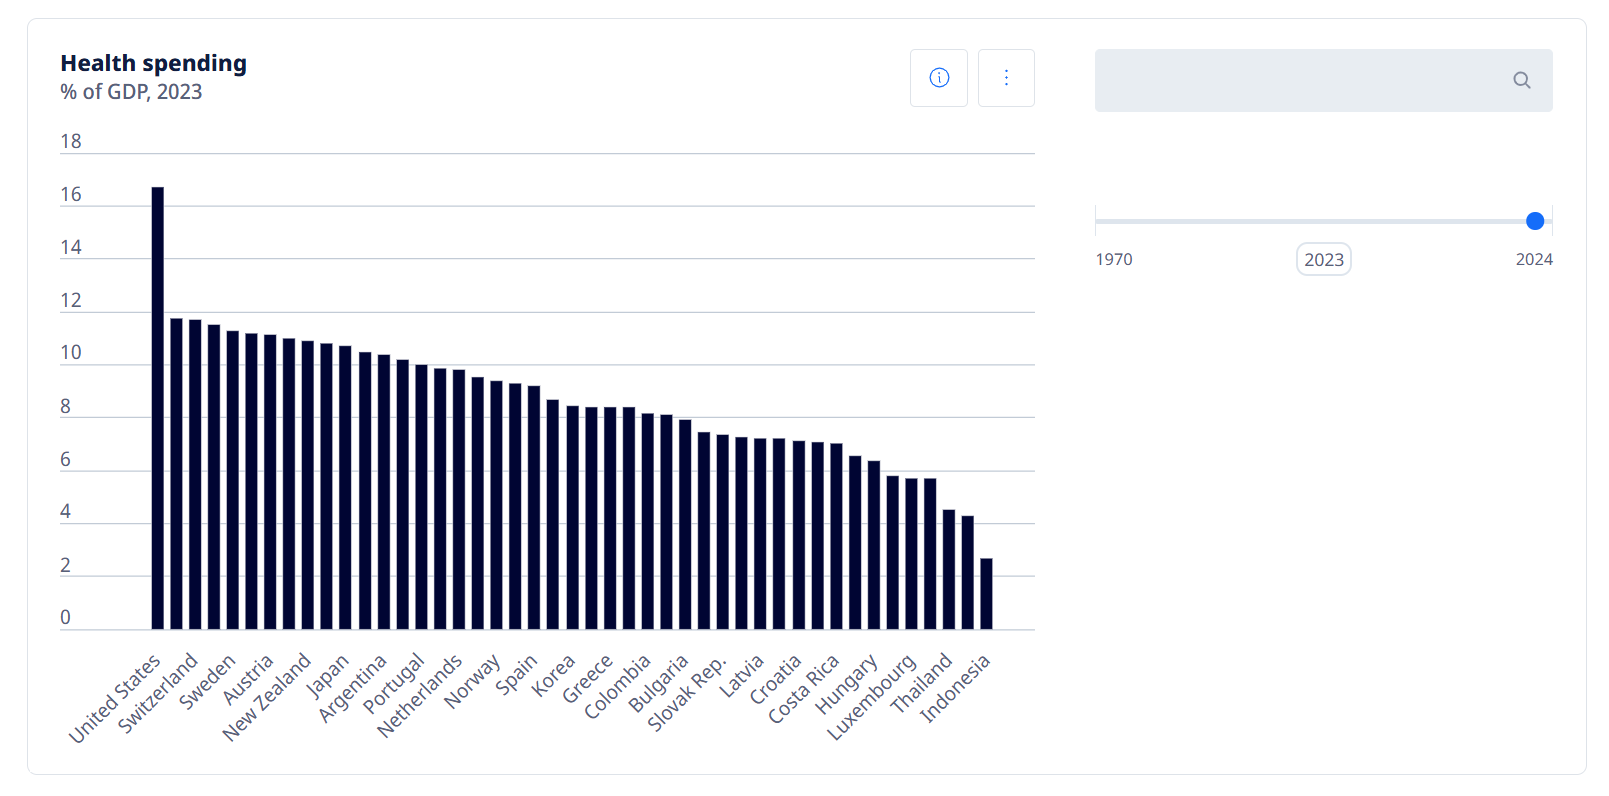 Health spending
% of GDP, 2023
18
16
14
12
10
8
6
4
2
0
United States
Switzerland
Sweden
Austria
New Zealand
Japan
Argentina
Portugal
Netherlands
Norway
Spain
Korea
Greece
Colombia
Bulgaria
Slovak Rep.
Latvia
Croatia
Costa Rica
Hungary
Luxembourg
Thailand
Indonesia
1970
2023
2024